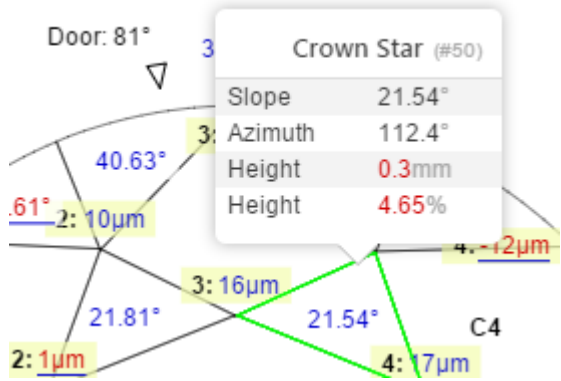 Door: 81°
3
Crown Star (#50)
Slope 21.54°
Azimuth 112.4°
Height 0.3mm
Height 4.65%
3:
40.63°
.61°
2: 10µm
4: -12µm
3: 16µm
21.81°
21.54°
C4
2: 1µm
4: 17µm